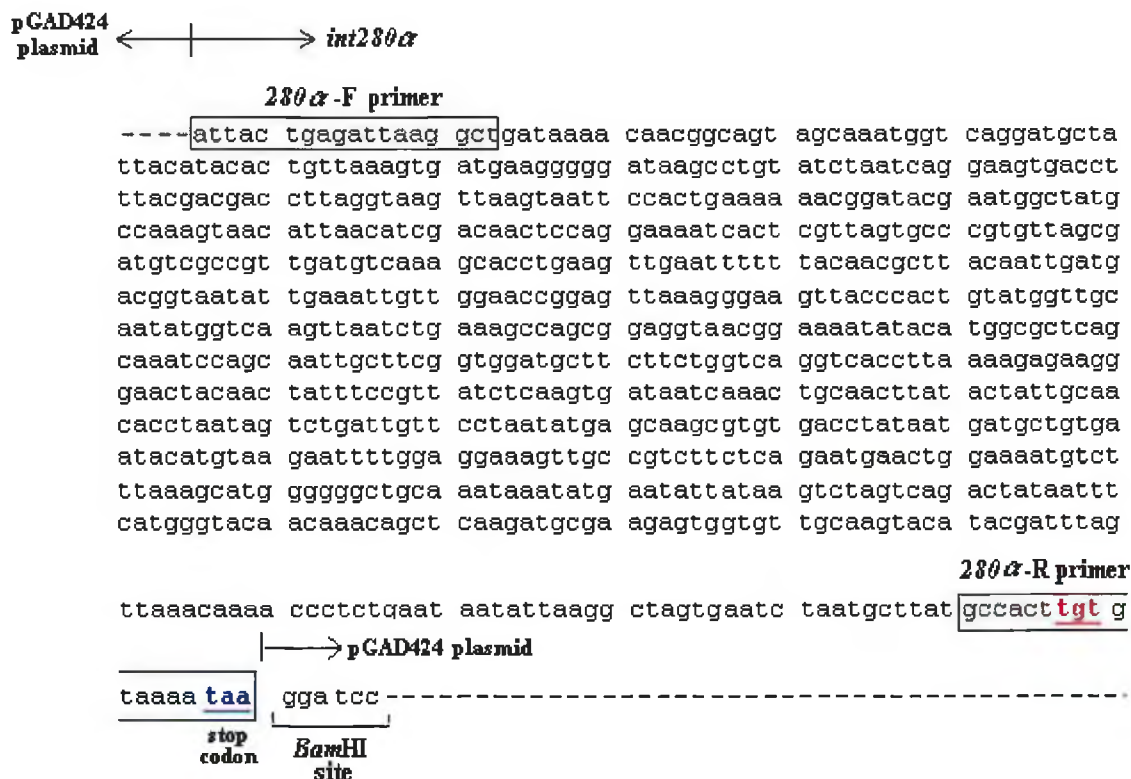 pGAD424
plasmid
int280α
280α-F primer
----attac tgagattaag gctgataaaa caacggcagt agcaaatggt caggatgcta
ttacatacac tgttaaagtg atgaaggggg ataagcctgt atctaatcag gaagtgacct
ttacgacgac cttaggtaag ttaagtaatt ccactgaaaa aacggatacg aatggctatg
ccaaagtaac attaacatcg acaactccag gaaaatcact cgttagtgcc cgtgttagcg
atgtcgccgt tgatgtcaaa gcacctgaag ttgaattttt tacaacgctt acaattgatg
acggtaatat tgaaattgtt ggaaccggag ttaaagggaa gttacccact gtatggttgc
aatatggtca agttaatctg aaagccagcg gaggtaacgg aaaatataca tggcgctcag
caaatccagc aattgcttcg gtggatgctt cttctggtca ggtcacctta aaagagaagg
gaactacaac tatttccgtt atctcaagtg ataatcaaac tgcaacttat actattgcaa
cacctaatag tctgattgtt cctaatatga gcaagcgtgt gacctataat gatgctgtga
atacatgtaa gaattttgga ggaaagttgc cgtcttctca gaatgaactg gaaaatgtct
ttaaagcatg gggggctgca aataaatatg aatattataa gtctagtcag actataattt
catgggtaca acaaacagct caagatgcga agagtggtgt tgcaagtaca tacgatttag
280α-R primer
ttaaacaaaa ccctctgaat aatattaagg ctagtgaatc taatgcttat gccacttgtg
pGAD424 plasmid
taaaataa ggatcc------------------------------------
stop
codon
BamHI
site